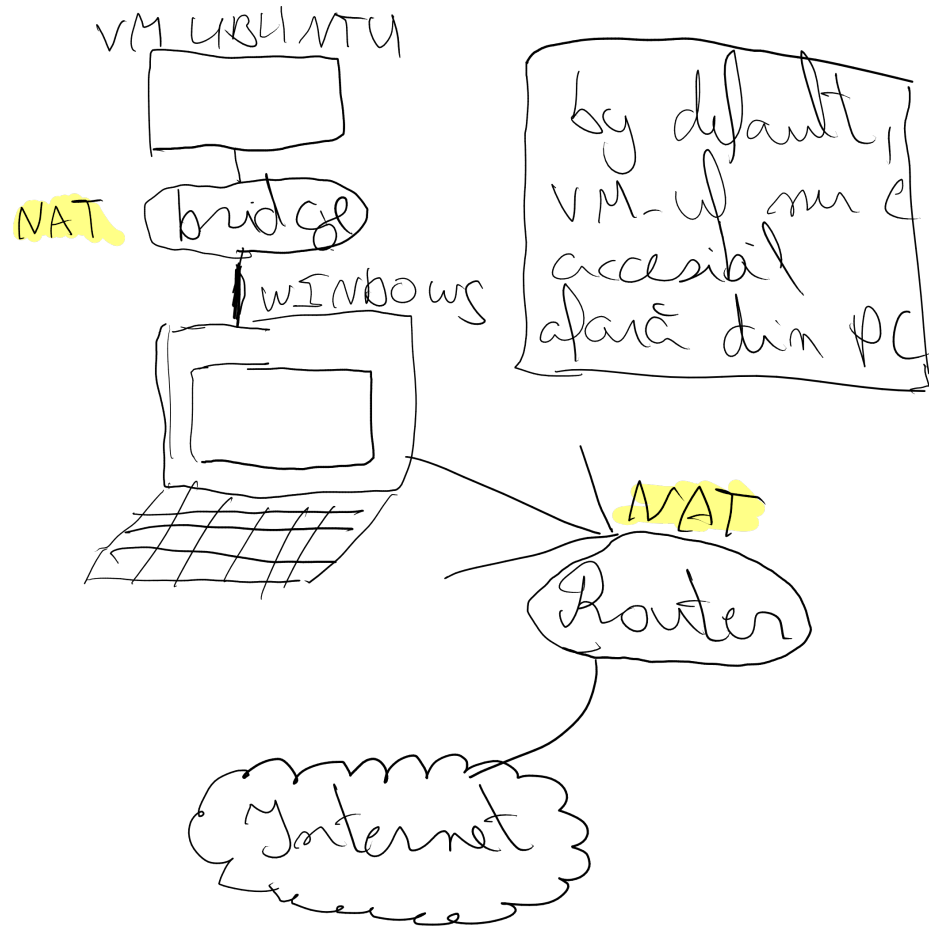 VM UBUNTU
by default,
VM-ul nu e
accesibil
afară din PC
NAT
bridge
WINDOWS
NAT
Router
Internet